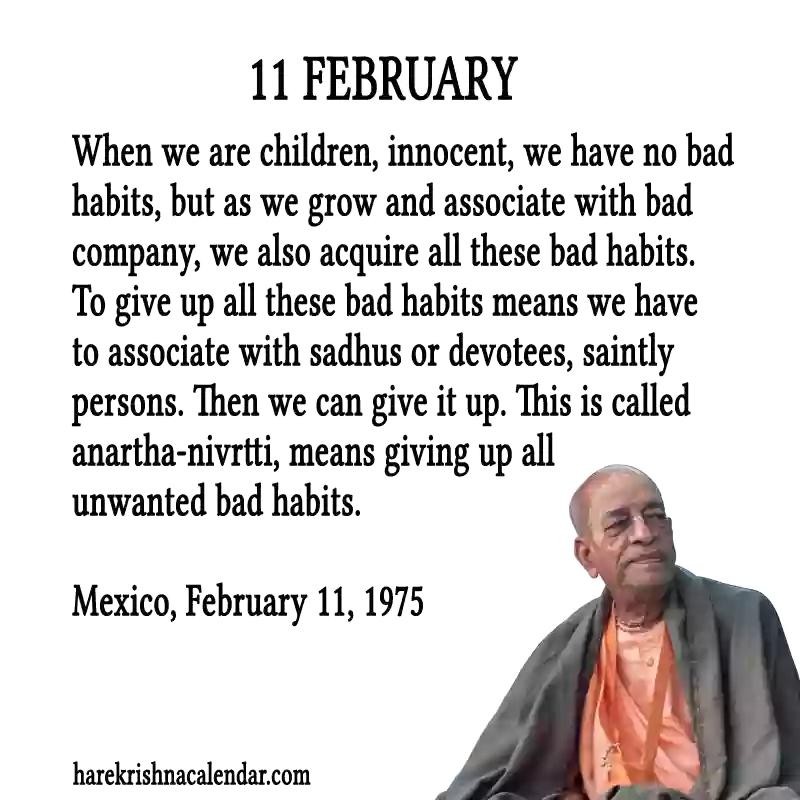 11 FEBRUARY
When we are children, innocent, we have no bad
habits, but as we grow and associate with bad
company, we also acquire all these bad habits.
To give up all these bad habits means we have
to associate with sadhus or devotees, saintly
persons. Then we can give it up. This is called
anartha-nivrtti, means giving up all
unwanted bad habits.
Mexico, February 11, 1975
harekrishnacalendar.com